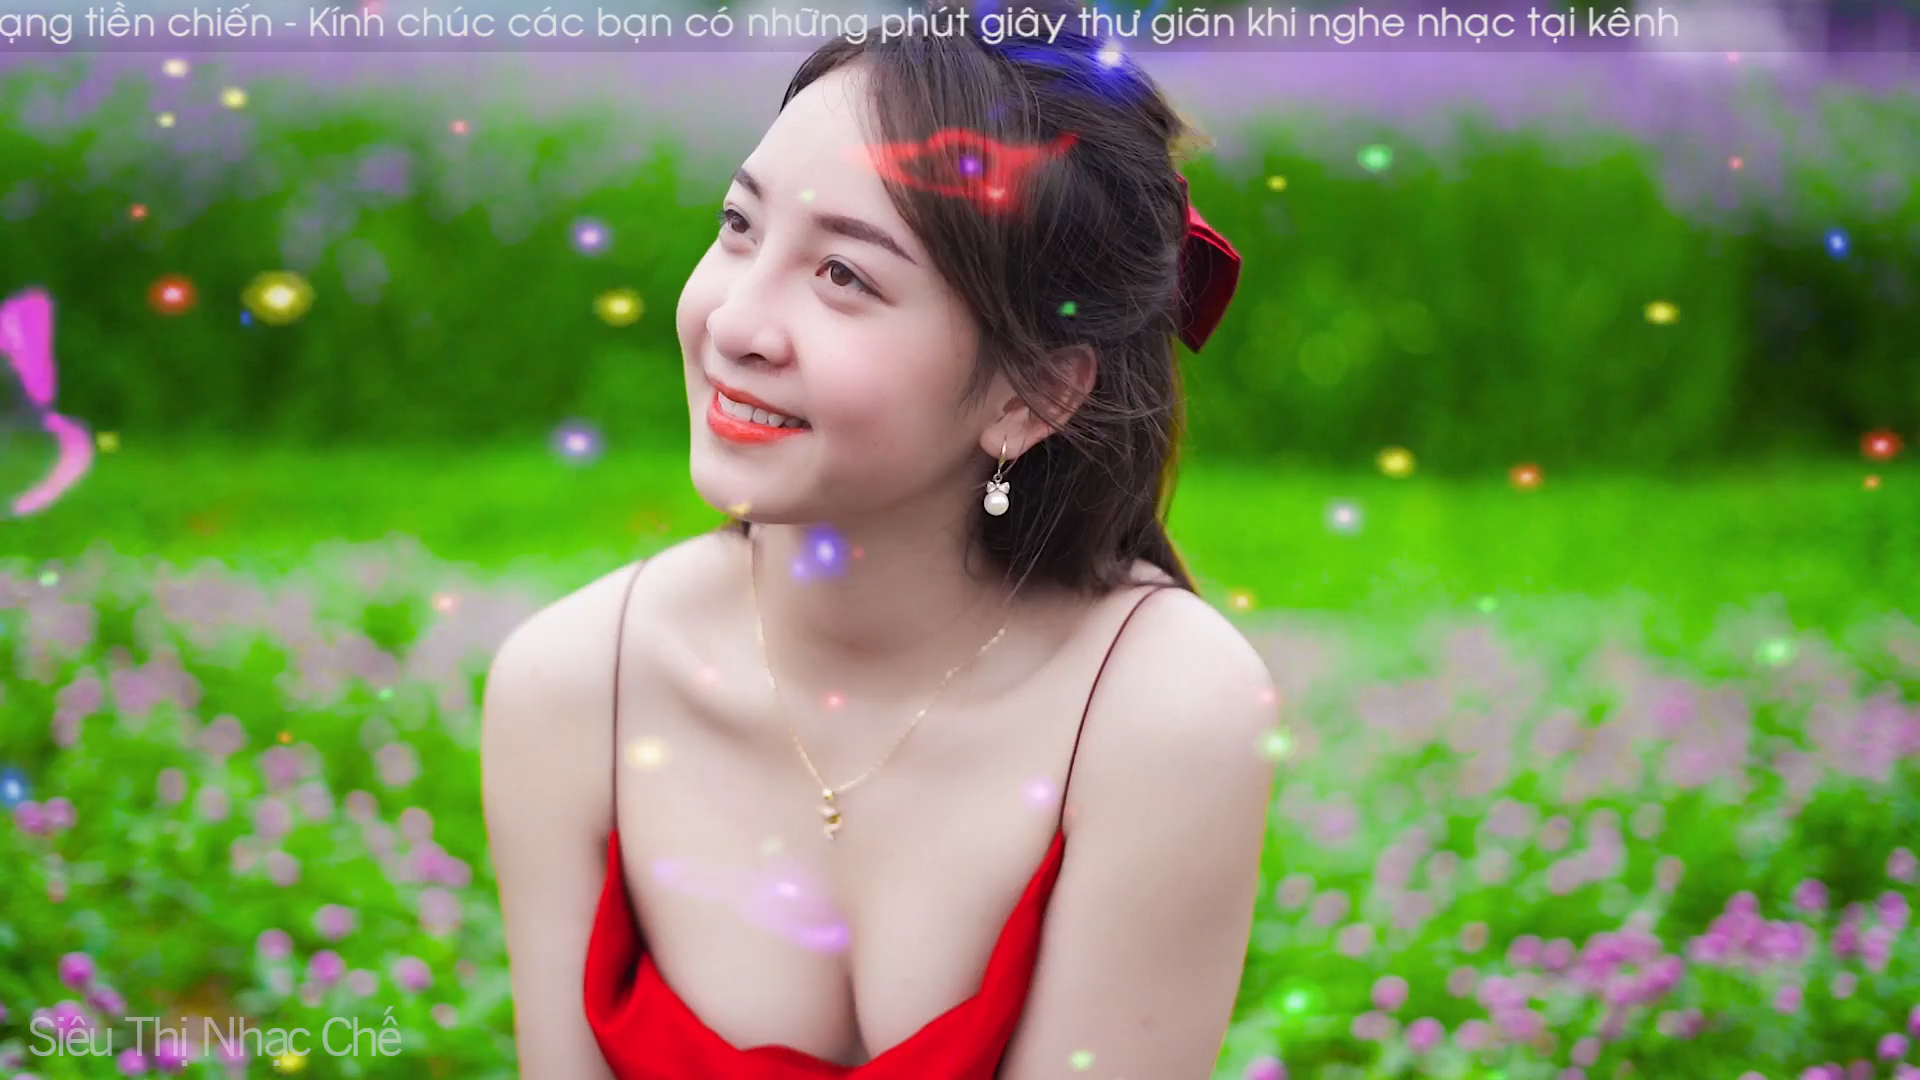 ạng tiền chiến - Kính chúc các bạn có những phút giây thư giãn khi nghe nhạc tại kênh
Siêu Thị Nhạc Chế